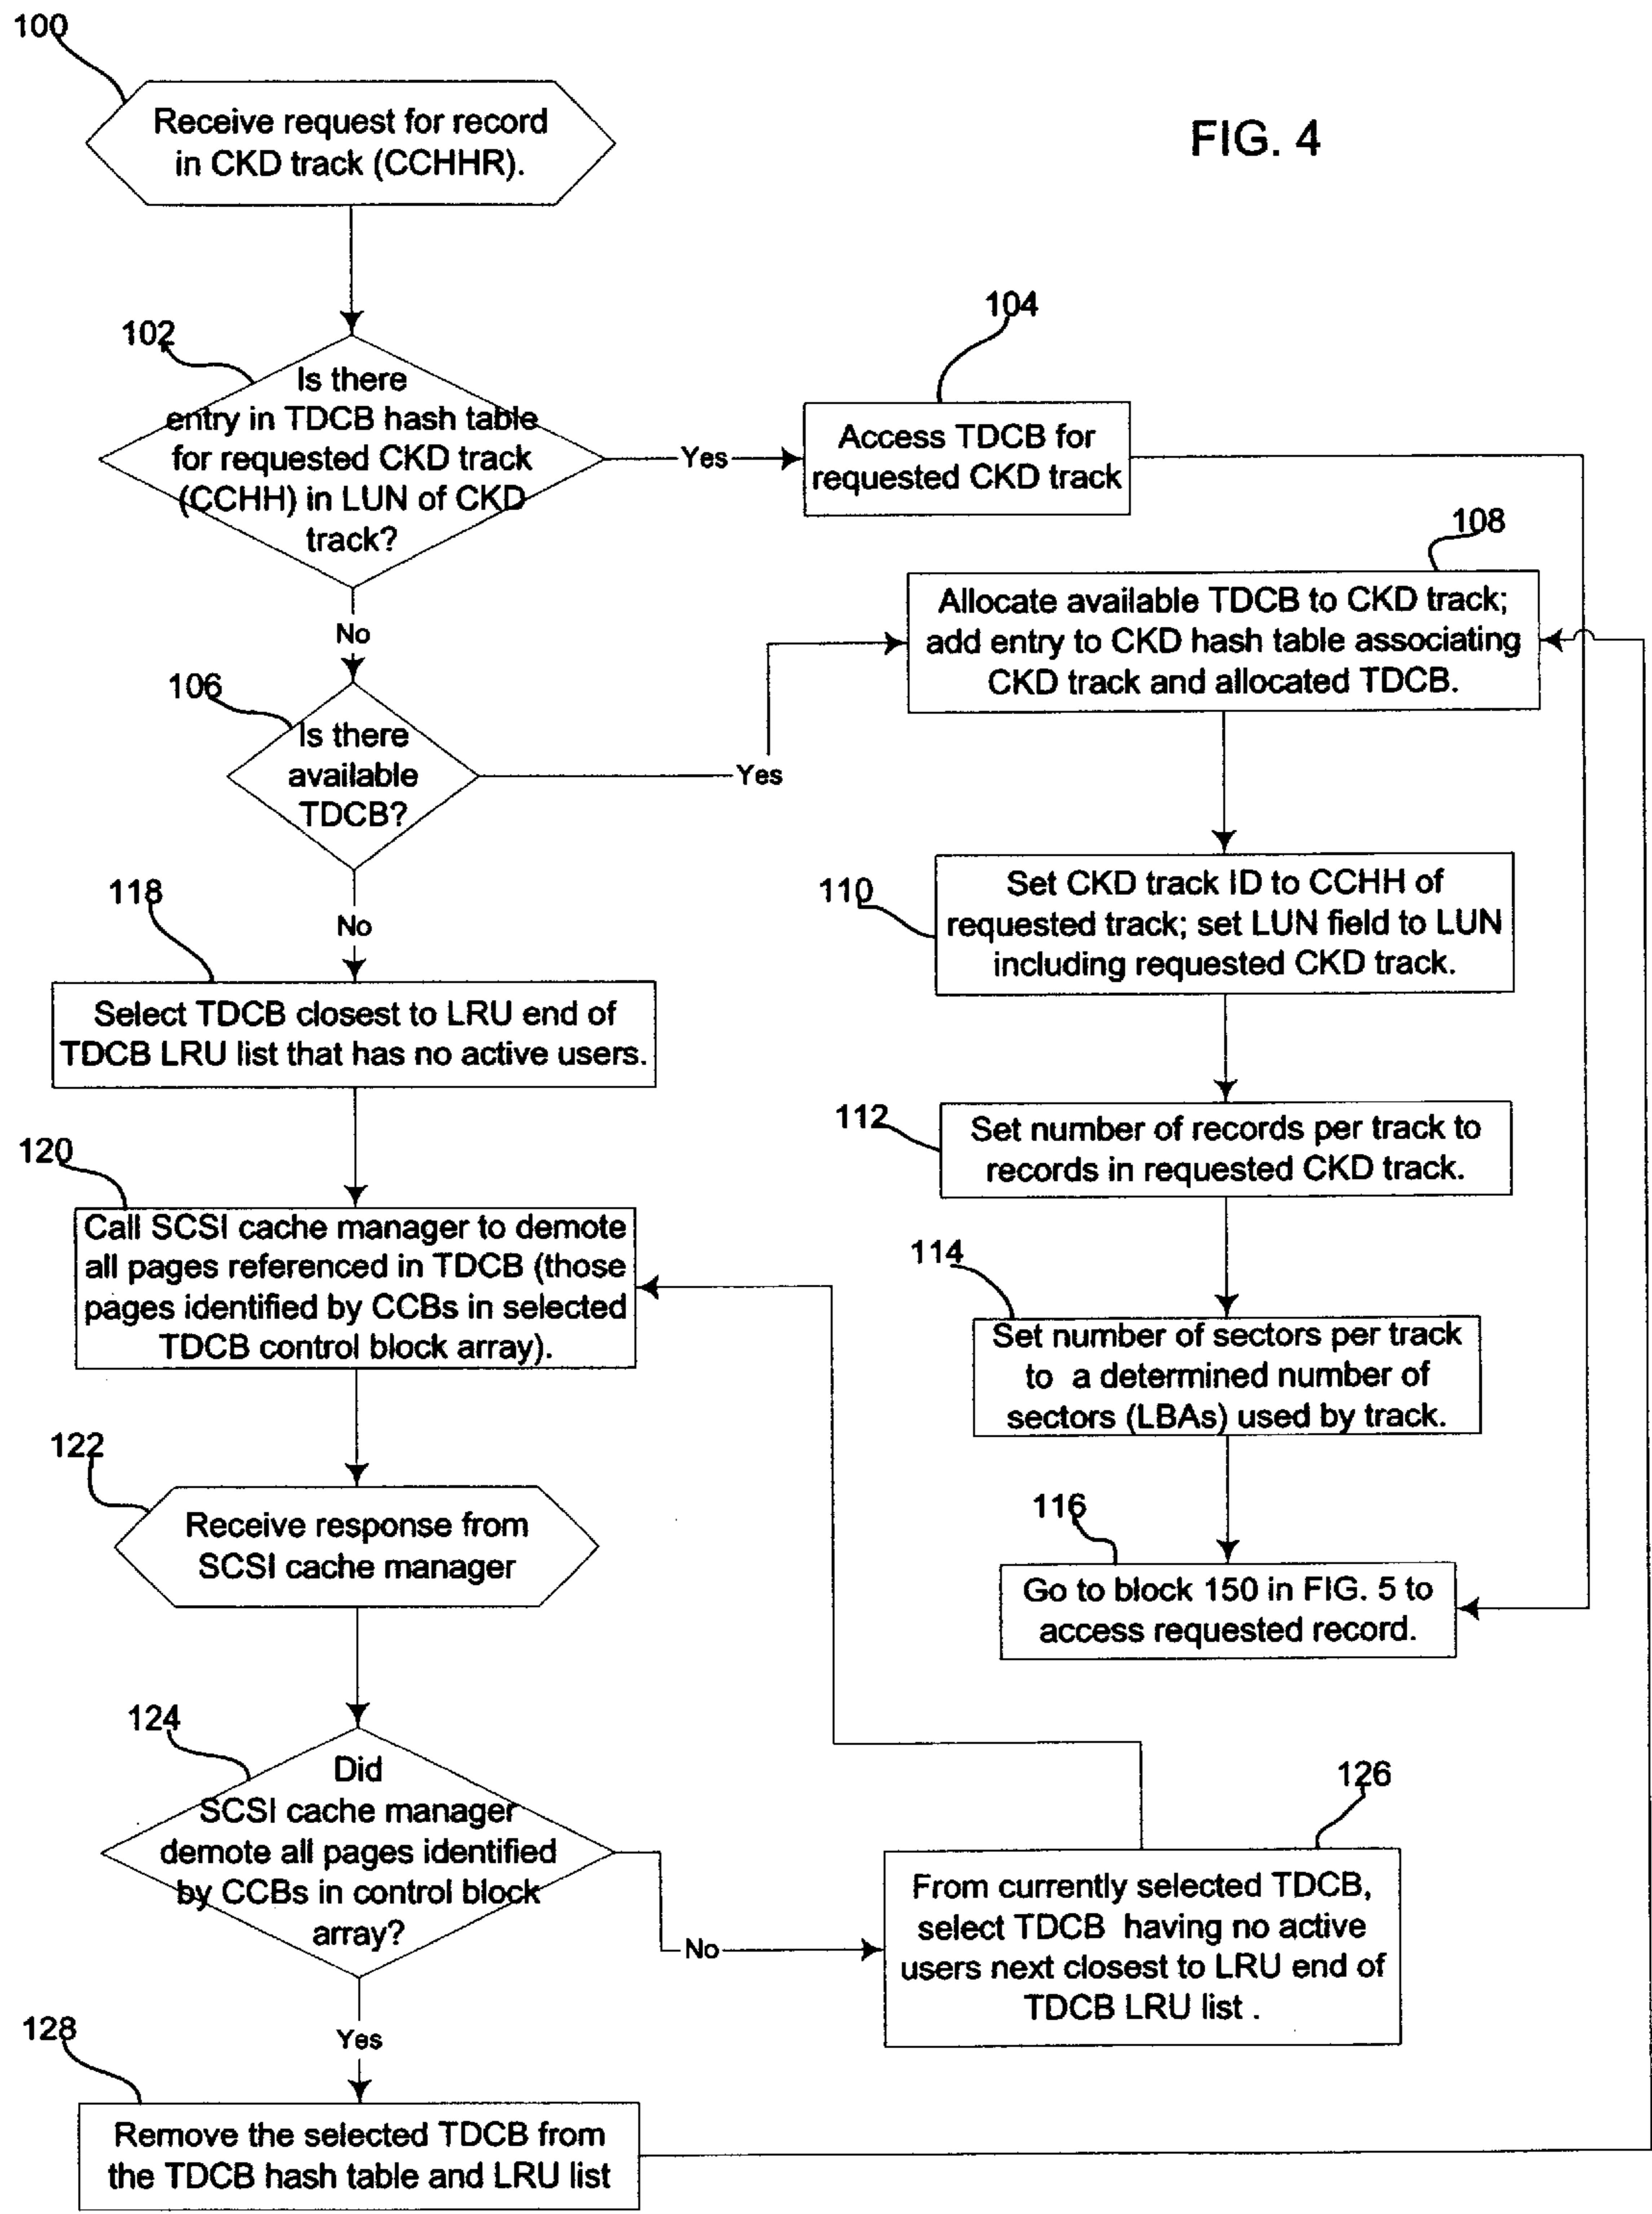 100
Receive request for record
in CKD track (CCHHR).
FIG. 4
102
Is there
entry in TDCB hash table
for requested CKD track
(CCHH) in LUN of CKD
track?
Yes
104
Access TDCB for
requested CKD track
No
108
Allocate available TDCB to CKD track;
add entry to CKD hash table associating
CKD track and allocated TDCB.
106
Is there
available
TDCB?
Yes
No
110
Set CKD track ID to CCHH of
requested track; set LUN field to LUN
including requested CKD track.
118
Select TDCB closest to LRU end of
TDCB LRU list that has no active users.
112
Set number of records per track to
records in requested CKD track.
120
Call SCSI cache manager to demote
all pages referenced in TDCB (those
pages identified by CCBs in selected
TDCB control block array).
114
Set number of sectors per track
to a determined number of
sectors (LBAs) used by track.
122
Receive response from
SCSI cache manager
116
Go to block 150 in FIG. 5 to
access requested record.
124
Did
SCSI cache manager
demote all pages identified
by CCBs in control block
array?
No
126
From currently selected TDCB,
select TDCB having no active
users next closest to LRU end of
TDCB LRU list .
Yes
128
Remove the selected TDCB from
the TDCB hash table and LRU list